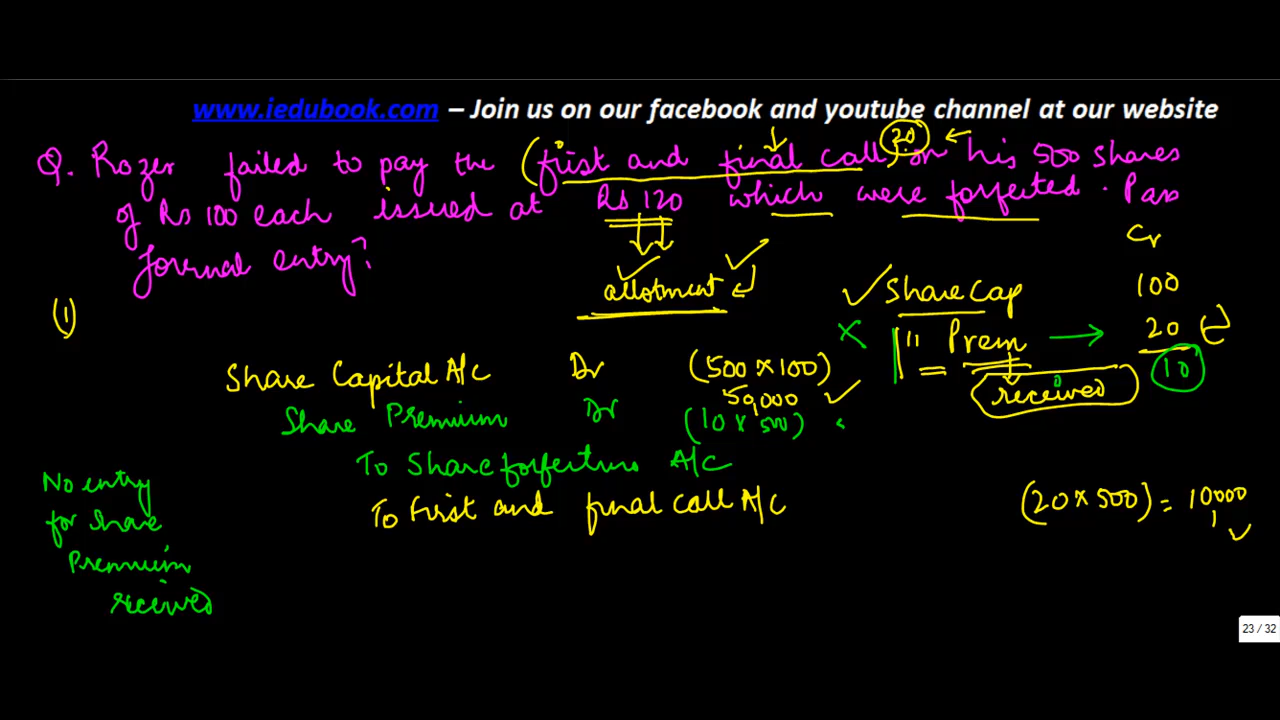 www.iedubook.com – Join us on our facebook and youtube channel at our website
Q. Rozer failed to pay the (first and final call) 20 on his 500 shares
of Rs 100 each issued at Rs 120 which were forfeited. Pass
Journal entry?
Cr
allotment
Share Cap 100
(1)
" Prem → 20
Share Capital A/c Dr (500 × 100)
received 10
50,000
Share Premium Dr (10 × 500)
To Share forfeiture A/C
No entry
To First and final call A/c (20 × 500) = 10000
for share
Premium
received
23 / 32